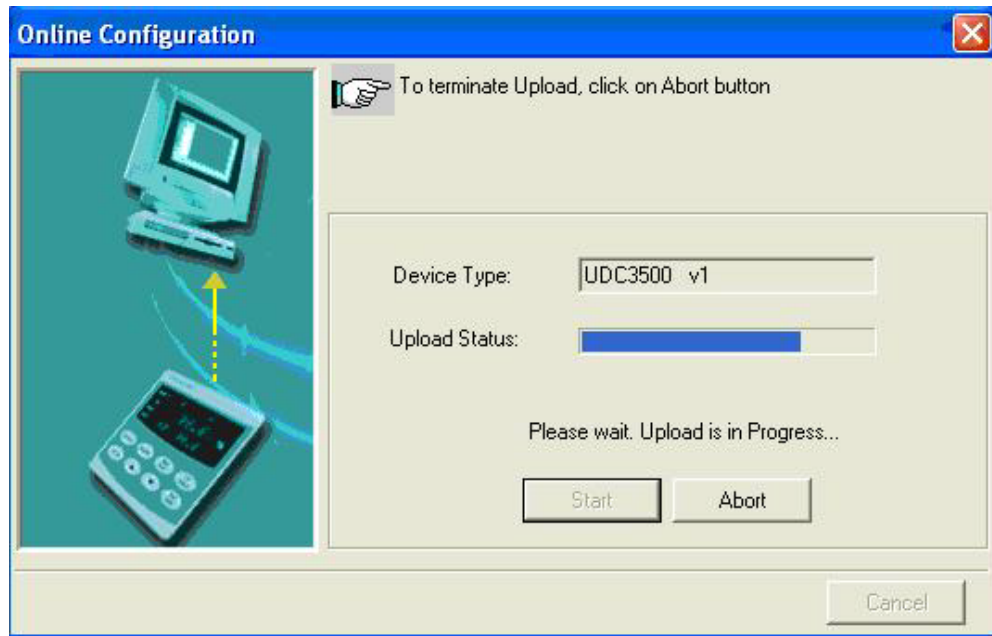 Online Configuration
To terminate Upload, click on Abort button
Device Type:
UDC3500 v1
Upload Status:
Please wait. Upload is in Progress...
Start
Abort
Cancel